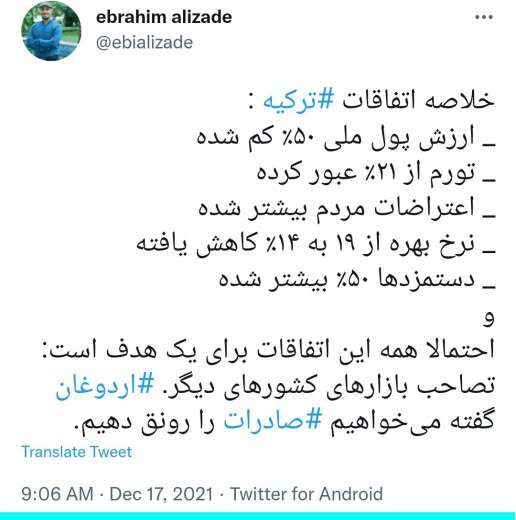 ebrahim alizade
@ebializade
خلاصه اتفاقات #ترکیه :
_ ارزش پول ملی ۵۰٪ کم شده
_ تورم از ۲۱٪ عبور کرده
_ اعتراضات مردم بیشتر شده
_ نرخ بهره از ۱۹ به ۱۴٪ کاهش یافته
_ دستمزدها ۵۰٪ بیشتر شده
و
احتمالا همه این اتفاقات برای یک هدف است:
تصاحب بازارهای کشورهای دیگر. #اردوغان
گفته می‌خواهیم #صادرات را رونق دهیم.
Translate Tweet
9:06 AM · Dec 17, 2021 · Twitter for Android